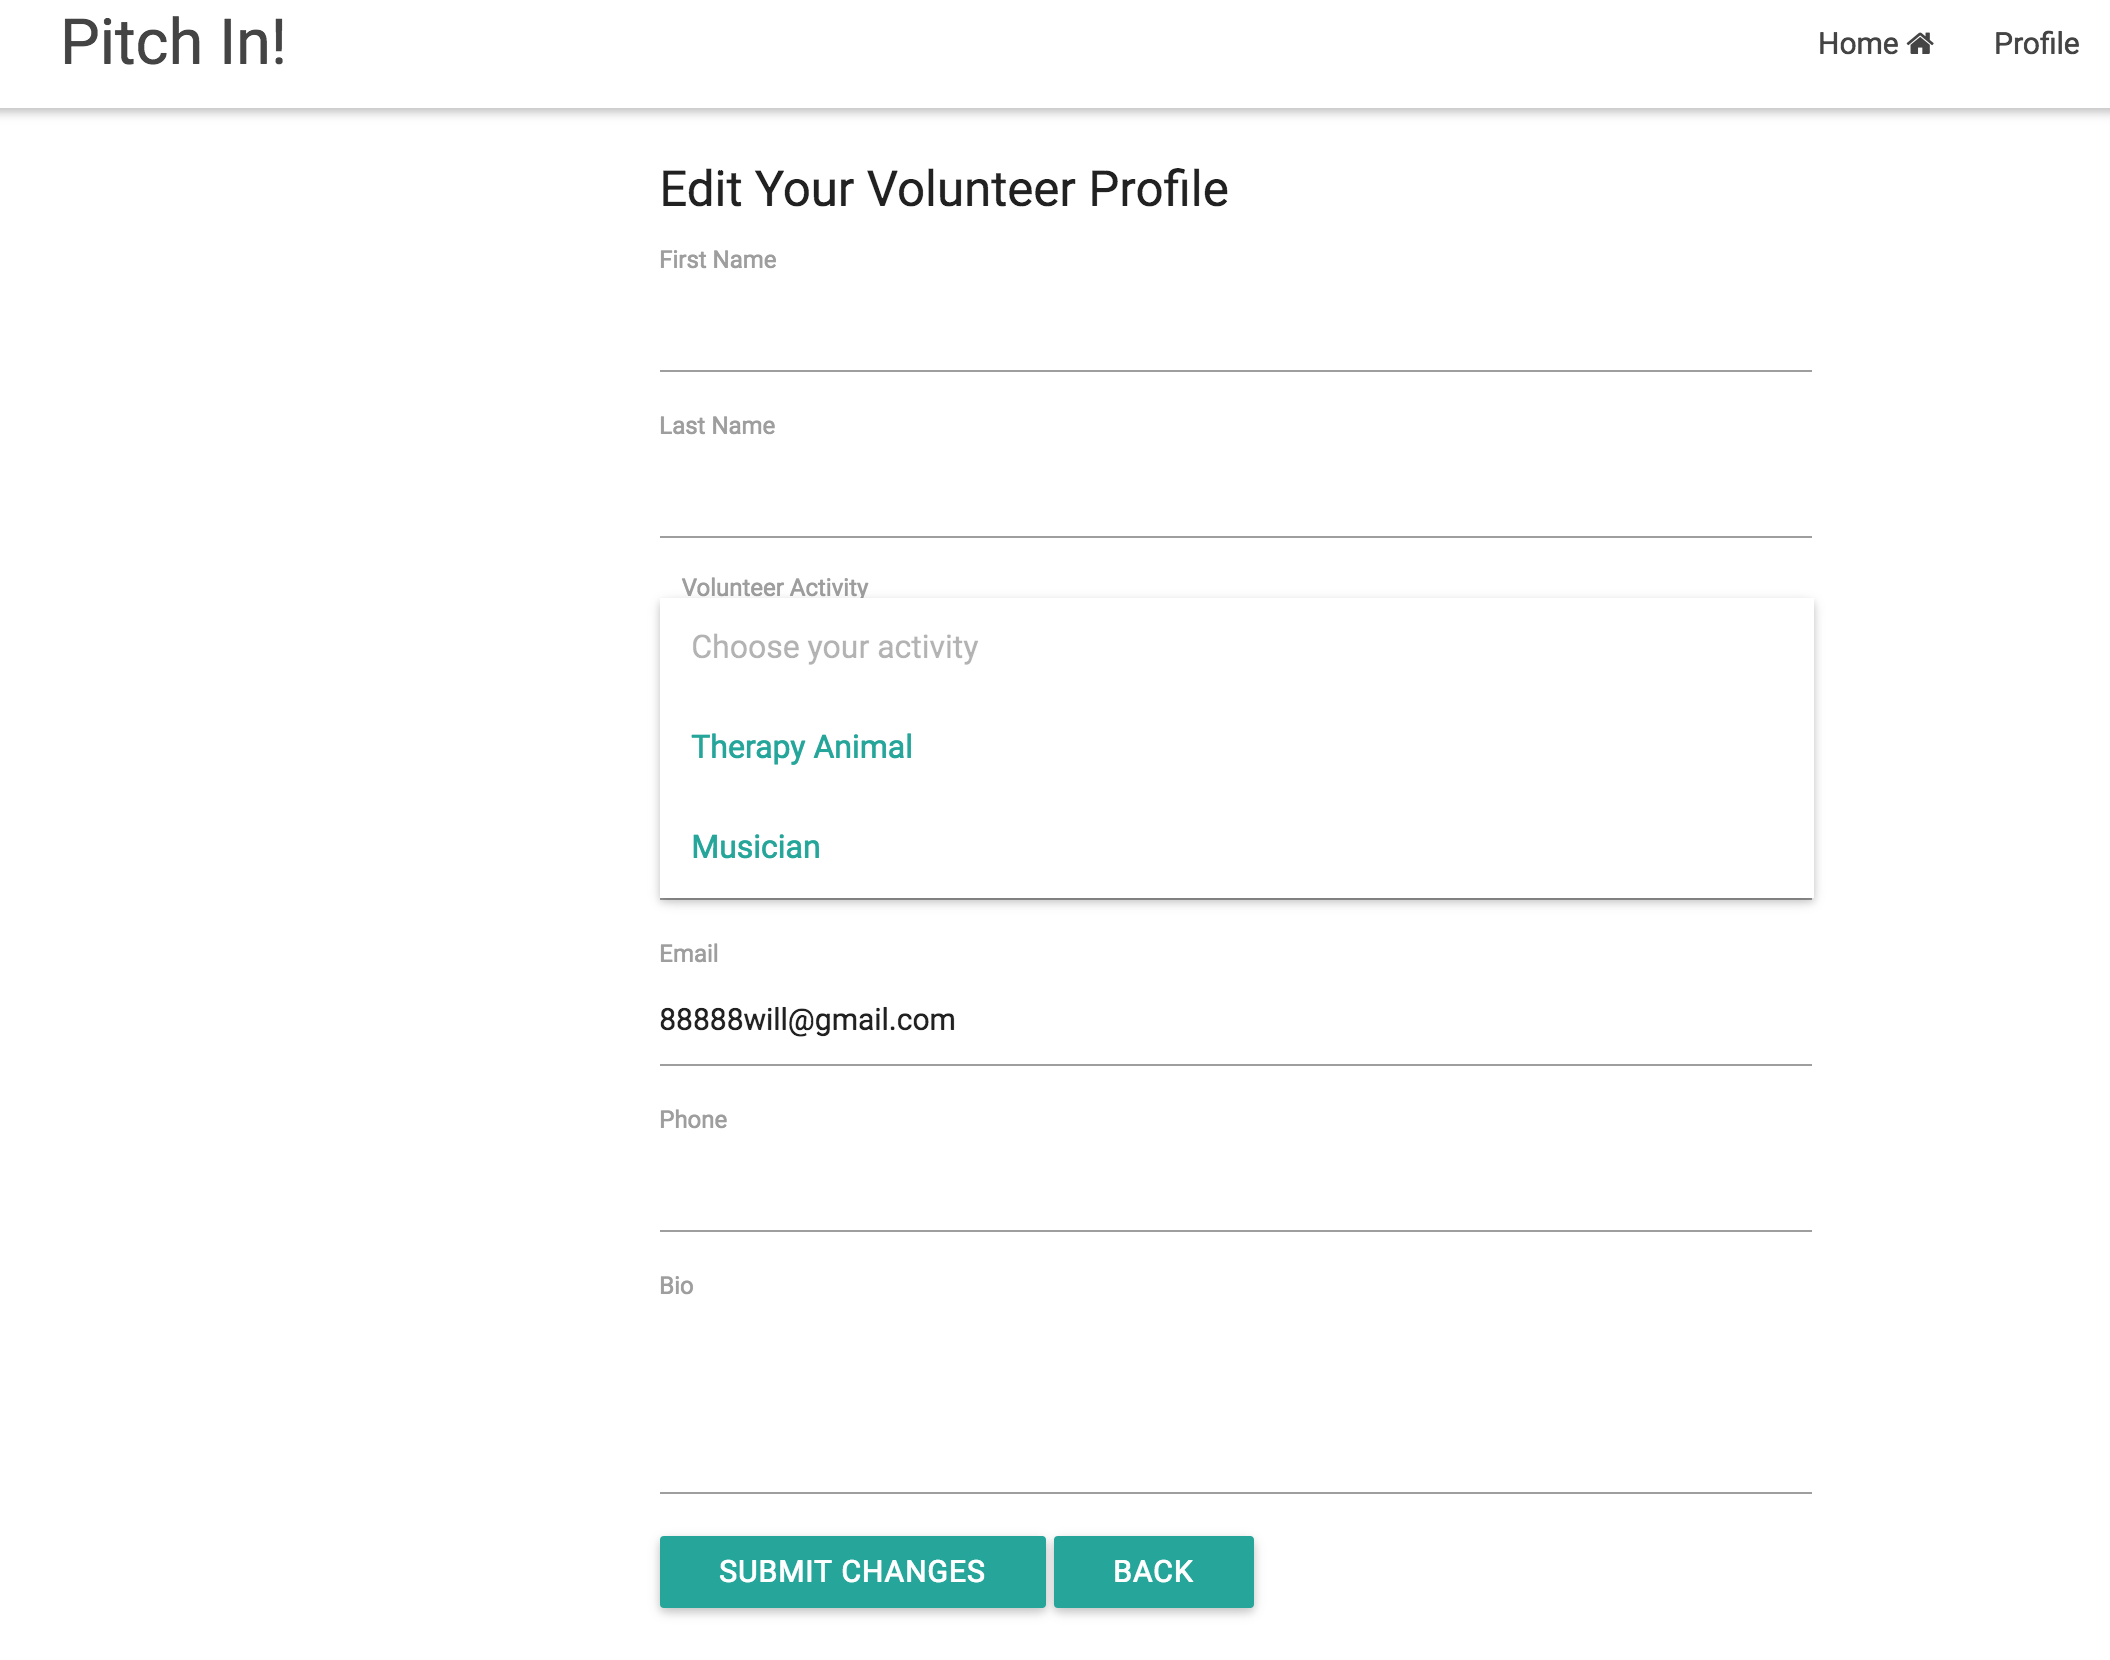 Pitch In!
Home
Profile
Edit Your Volunteer Profile
First Name
Last Name
Volunteer Activity
Choose your activity
Therapy Animal
Musician
Email
88888will@gmail.com
Phone
Bio
SUBMIT CHANGES
BACK